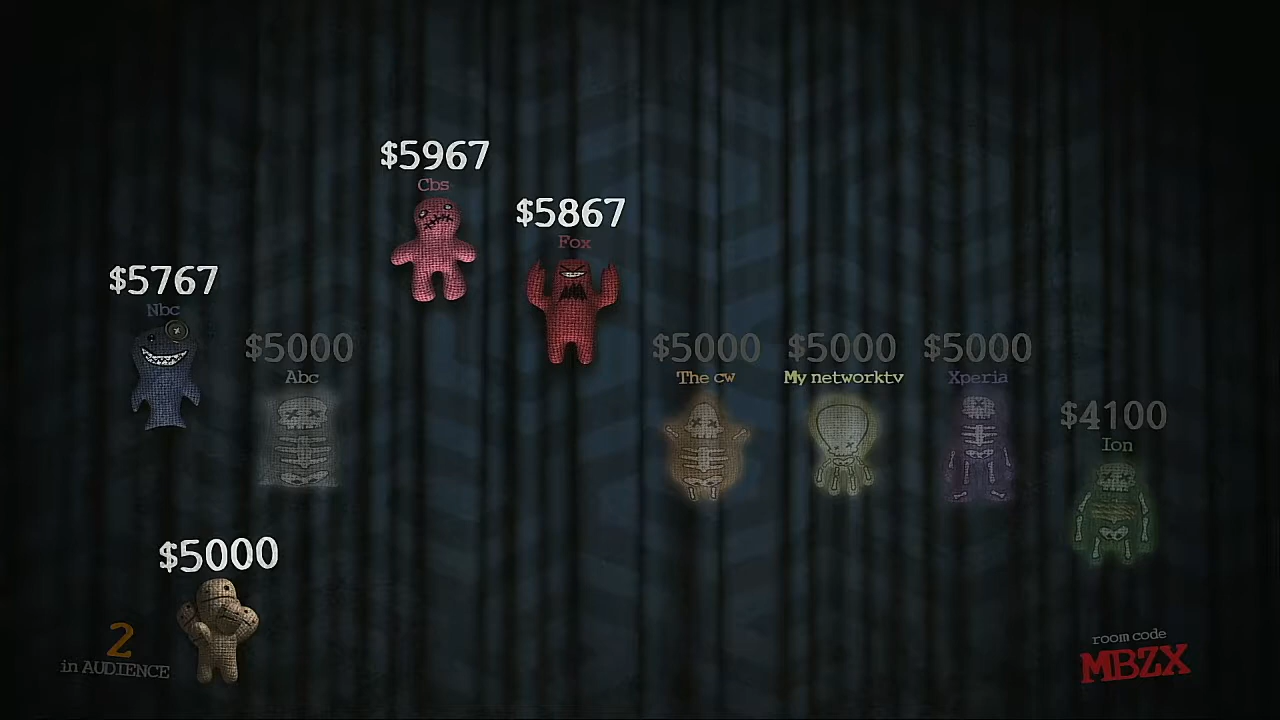 $5967
Cbs
$5867
Fox
$5767
Nbc
$5000
Abc
$5000
The cw
$5000
My networktv
$5000
Xperia
$4100
Ion
$5000
2
in AUDIENCE
room code
MBZX